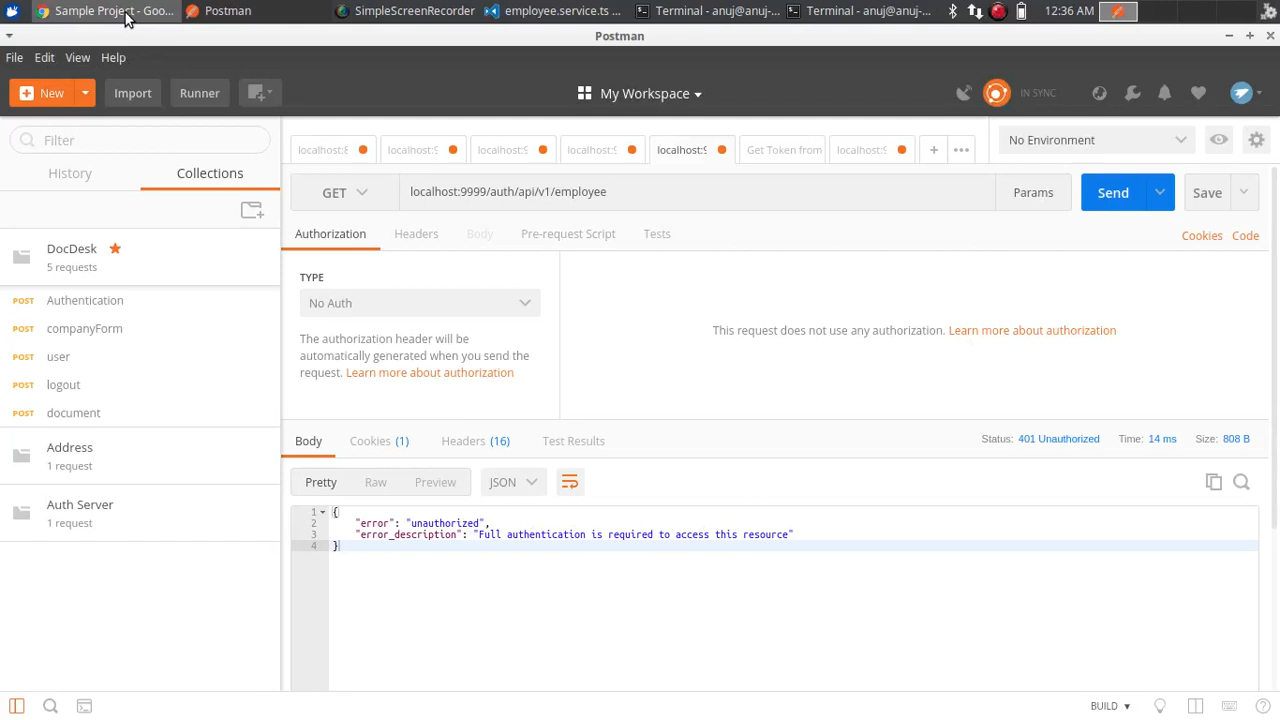 Sample Project - Goo...
Postman
SimpleScreenRecorder
employee.service.ts ...
Terminal - anuj@anuj-...
Terminal - anuj@anuj-...
12:36 AM
Postman
File
Edit
View
Help
New
Import
Runner
My Workspace
IN SYNC
Filter
History
Collections
DocDesk
5 requests
POST Authentication
POST companyForm
POST user
POST logout
POST document
Address
1 request
Auth Server
1 request
localhost:8
localhost:9
localhost:9
localhost:9
localhost:9
Get Token from
localhost:9
No Environment
GET
localhost:9999/auth/api/v1/employee
Params
Send
Save
Authorization
Headers
Body
Pre-request Script
Tests
Cookies
Code
TYPE
No Auth
The authorization header will be
automatically generated when you send the
request. Learn more about authorization
This request does not use any authorization. Learn more about authorization
Body
Cookies (1)
Headers (16)
Test Results
Status: 401 Unauthorized
Time: 14 ms
Size: 808 B
Pretty
Raw
Preview
JSON
1 {
2 "error": "unauthorized",
3 "error_description": "Full authentication is required to access this resource"
4 }
BUILD